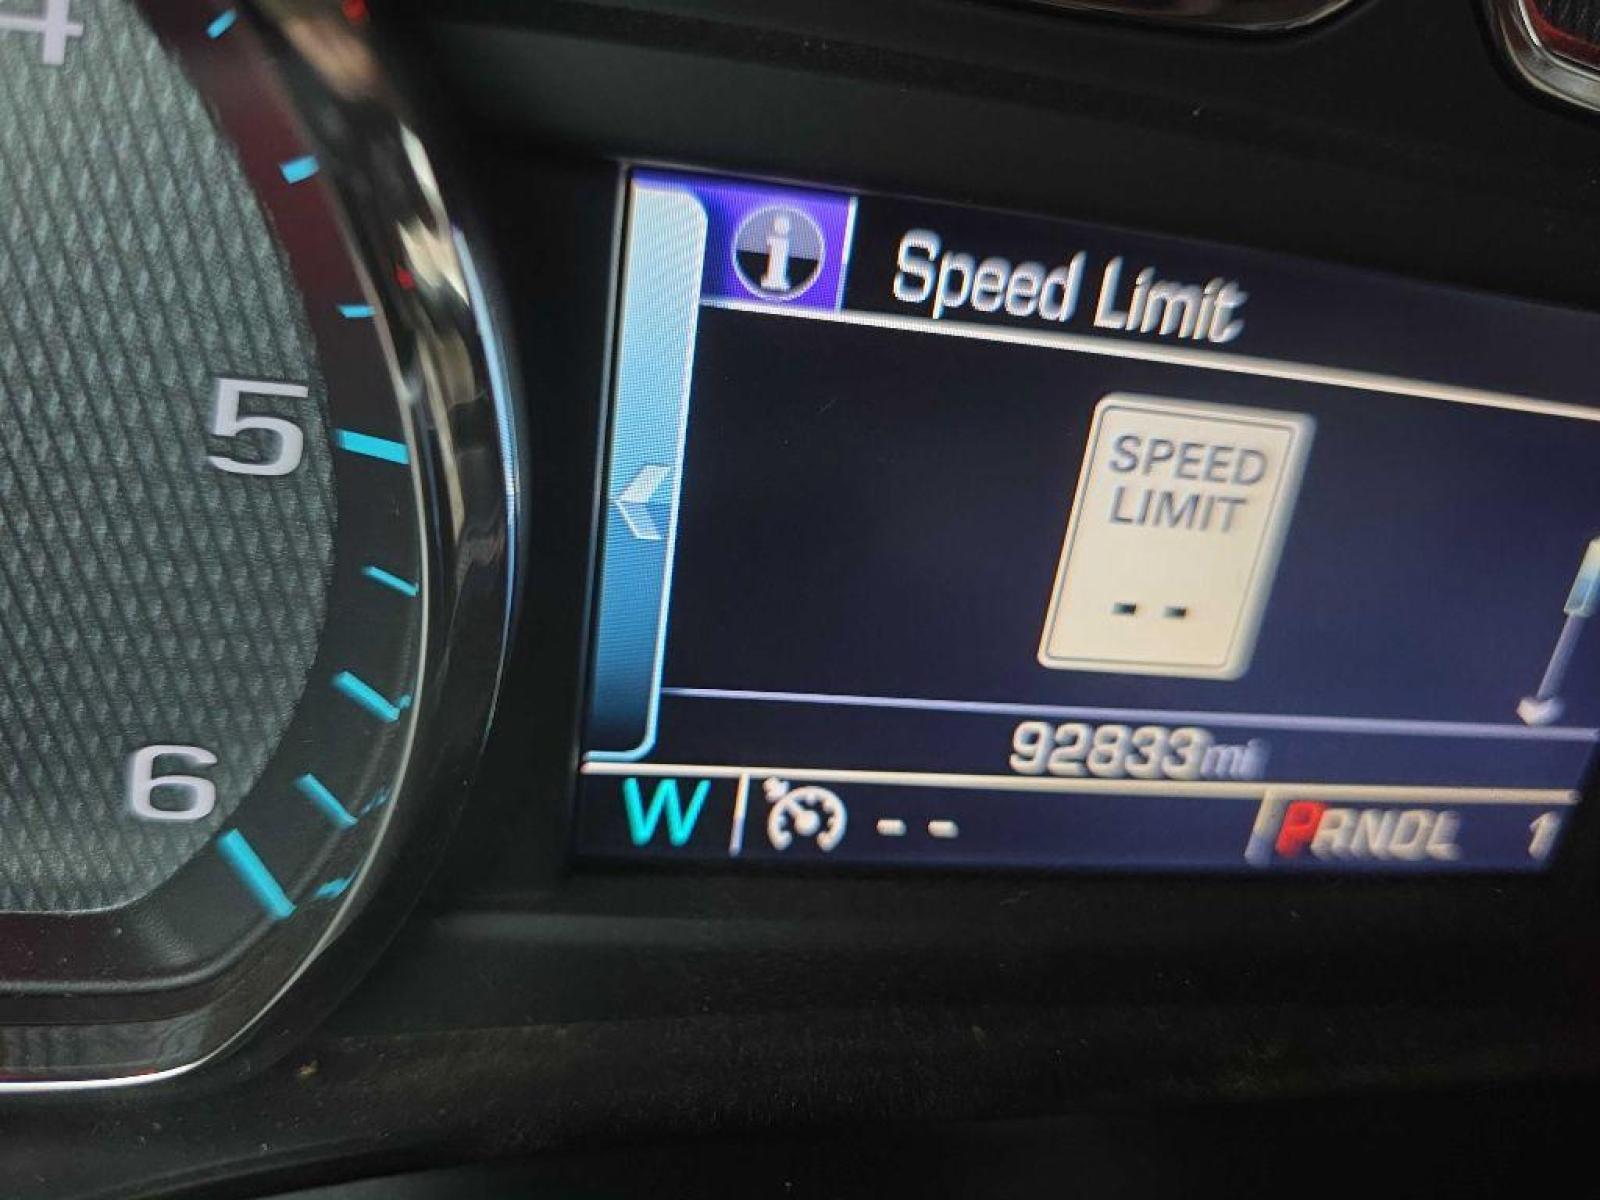 4
5
6
i Speed Limit
SPEED
LIMIT
- -
92833mi
W - - PRNDL 1